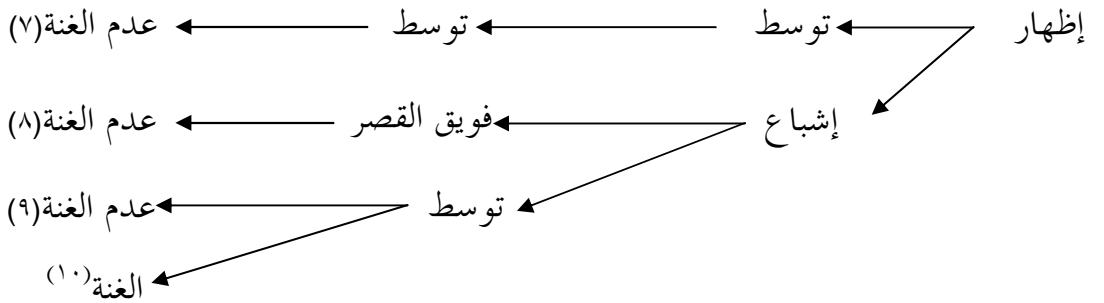 إظهار توسط توسط عدم الغنة(٧)
إشباع فويق القصر عدم الغنة(٨)
توسط عدم الغنة(٩)
الغنة(١٠)